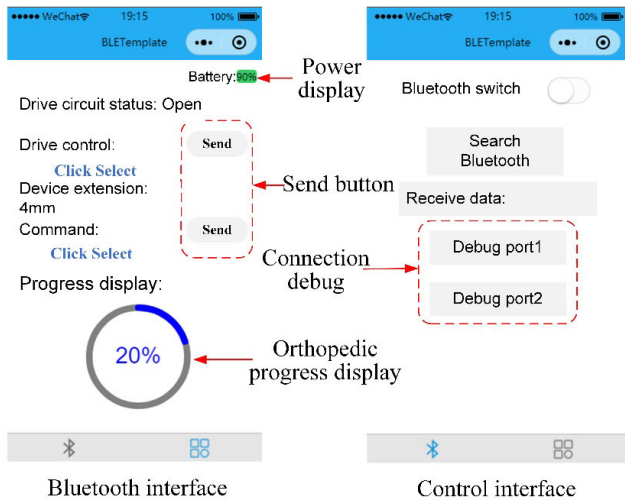 ●●●●● WeChat 19:15 100%
BLETemplate
Battery:90%
Drive circuit status: Open
Drive control: Send
Click Select
Device extension:
4mm
Command: Send
Click Select
Progress display:
20%
Bluetooth interface
Power
display
Send button
Connection
debug
Orthopedic
progress display
●●●●● WeChat 19:15 100%
BLETemplate
Bluetooth switch
Search
Bluetooth
Receive data:
Debug port1
Debug port2
Control interface